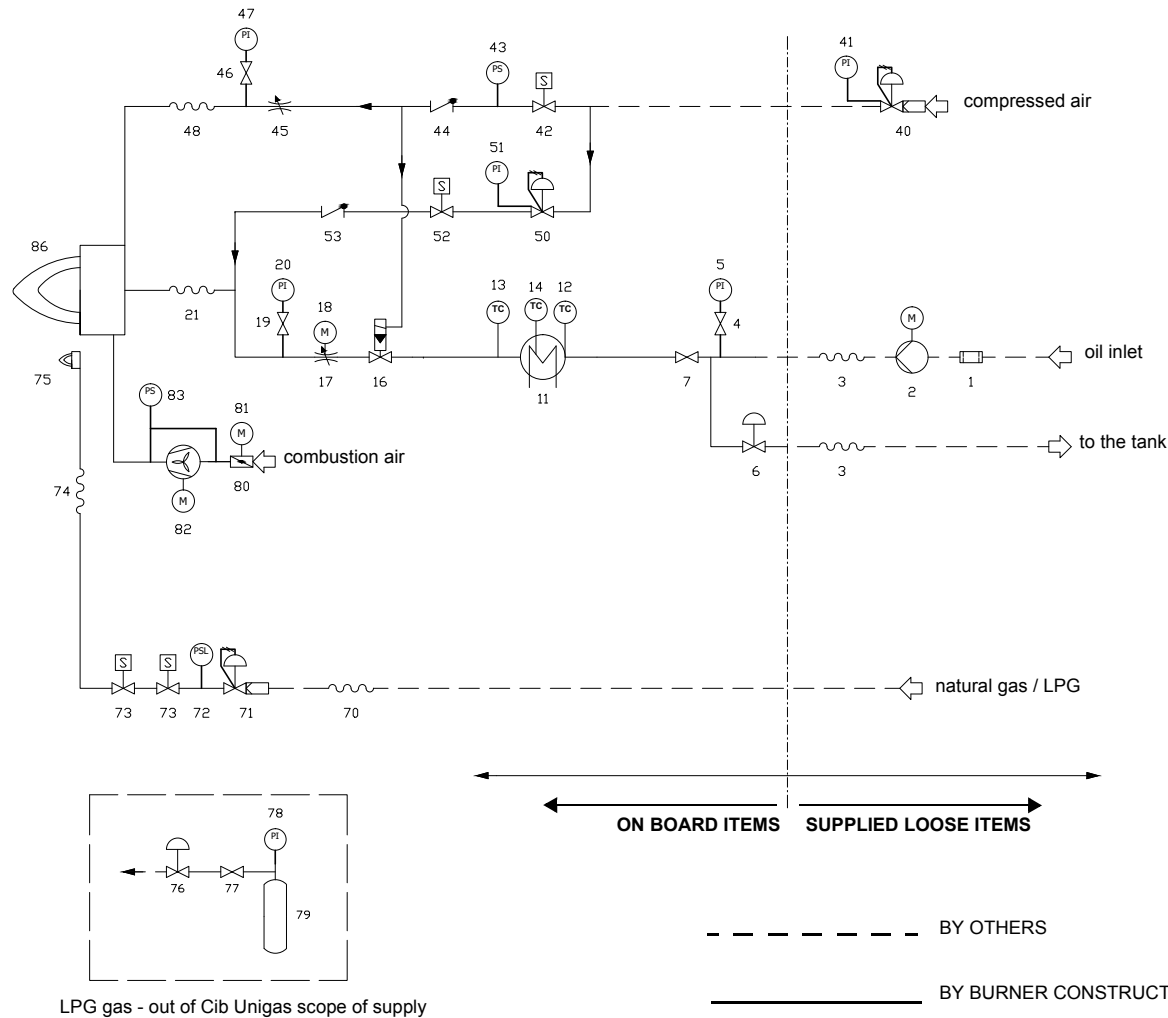 47
PI
46
43
PS
S
41
PI
compressed air
48
45
44
42
40
51
PI
S
53
52
50
86
20
PI
19
21
18
M
13
TC
14
TC
12
TC
5
PI
4
M
oil inlet
17
16
11
7
3
2
1
75
PS
83
81
M
combustion air
6
3
to the tank
74
M
82
80
S
S
PSL
natural gas / LPG
73
73
72
71
70
ON BOARD ITEMS
SUPPLIED LOOSE ITEMS
78
PI
76
77
79
BY OTHERS
BY BURNER CONSTRUCT
LPG gas - out of Cib Unigas scope of supply